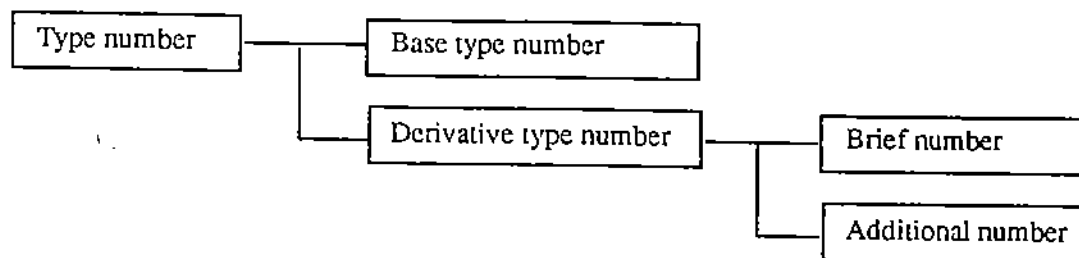 Type number
Base type number
Derivative type number
Brief number
Additional number